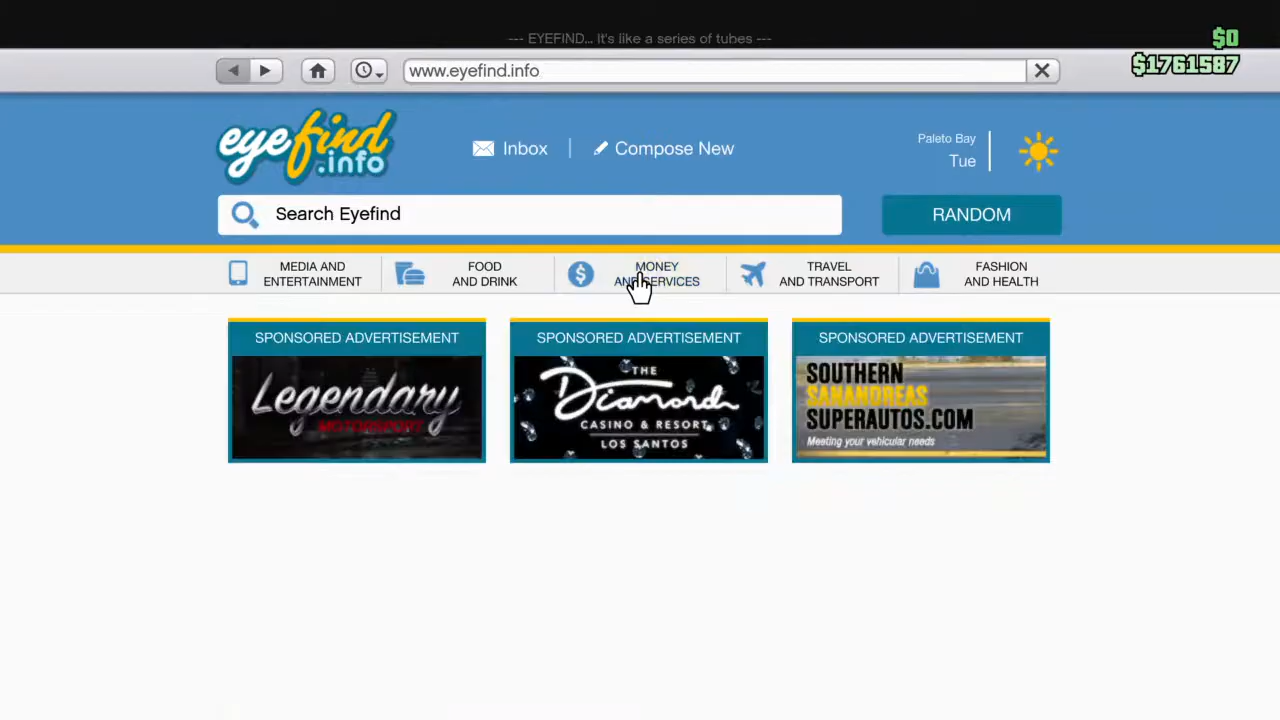 --- EYEFIND... It's like a series of tubes ---
$0
$1761587
www.eyefind.info
eyefind
.info
Inbox
Compose New
Paleto Bay
Tue
Search Eyefind
RANDOM
MEDIA AND
ENTERTAINMENT
FOOD
AND DRINK
MONEY
AND SERVICES
TRAVEL
AND TRANSPORT
FASHION
AND HEALTH
SPONSORED ADVERTISEMENT
Legendary
MOTORSPORT
SPONSORED ADVERTISEMENT
THE
Diamond
CASINO & RESORT
LOS SANTOS
SPONSORED ADVERTISEMENT
SOUTHERN
SANANDREAS
SUPERAUTOS.COM
Meeting your vehicular needs